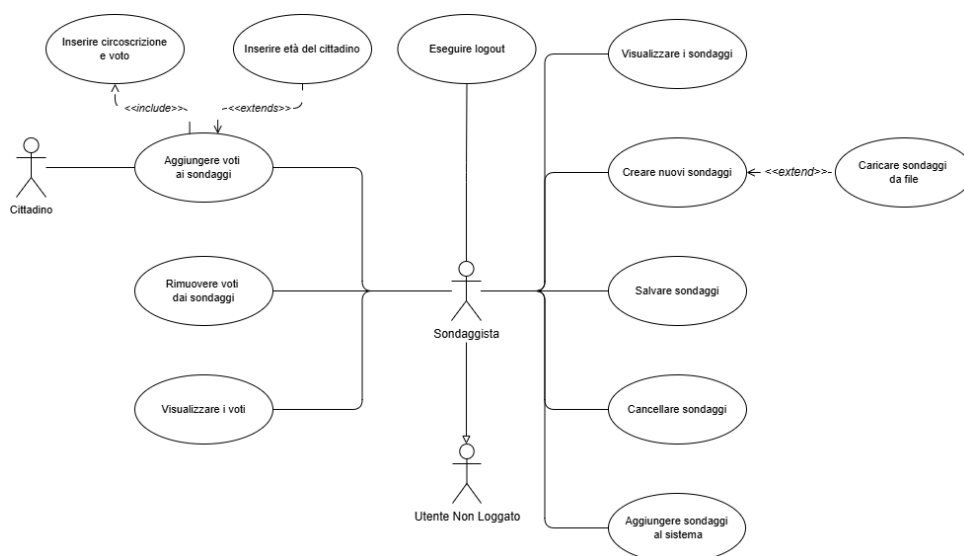 Inserire circoscrizione
e voto
Inserire età del cittadino
Eseguire logout
Visualizzare i sondaggi
<<include>>
<<extends>>
Aggiungere voti
ai sondaggi
Creare nuovi sondaggi
<<extend>>
Caricare sondaggi
da file
Cittadino
Rimuovere voti
dai sondaggi
Salvare sondaggi
Sondaggista
Visualizzare i voti
Cancellare sondaggi
Utente Non Loggato
Aggiungere sondaggi
al sistema